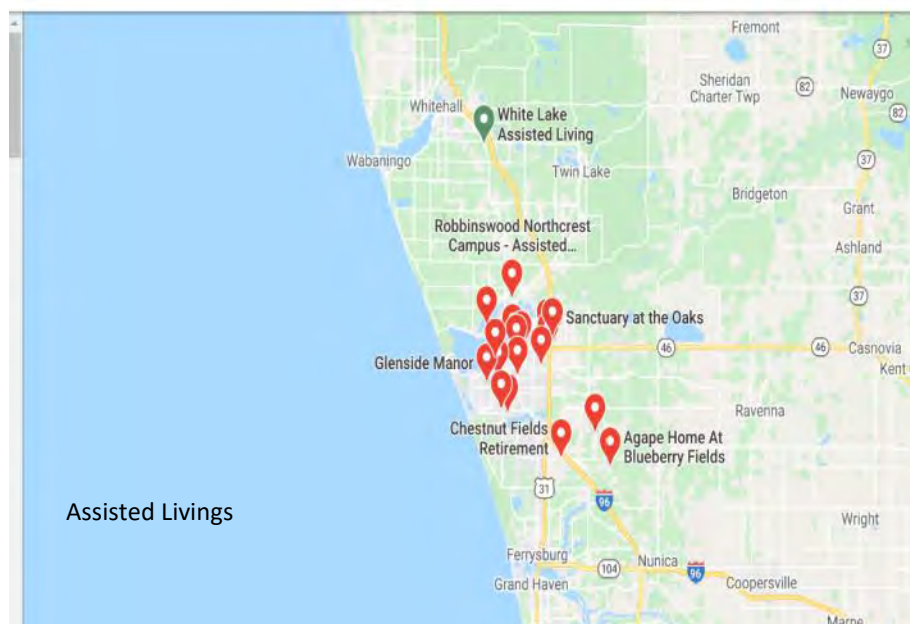 Fremont
37
Sheridan
Charter Twp
82
Newaygo
Whitehall
White Lake
Assisted Living
82
Wabaningo
Twin Lake
37
Bridgeton
Grant
Robbinswood Northcrest
Campus - Assisted...
Ashland
37
Sanctuary at the Oaks
46
46
Casnovia
Glenside Manor
Kent
Ravenna
Chestnut Fields
Retirement
Agape Home At
Blueberry Fields
31
96
Assisted Livings
Wright
Ferrysburg
Nunica
104
96
Grand Haven
Coopersville
Marne